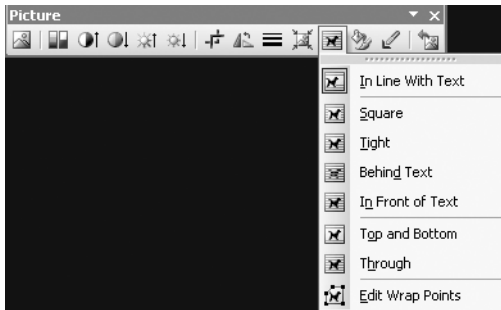 Picture
In Line With Text
Square
Tight
Behind Text
In Front of Text
Top and Bottom
Through
Edit Wrap Points